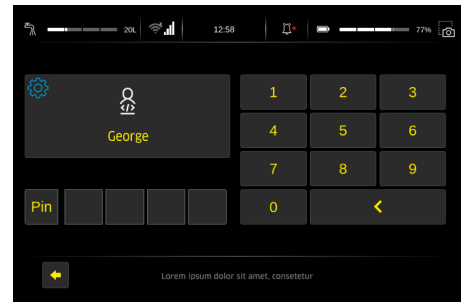 20L 12:58 77%
George
1 2 3
4 5 6
7 8 9
Pin 0
Lorem ipsum dolor sit amet, consetetur